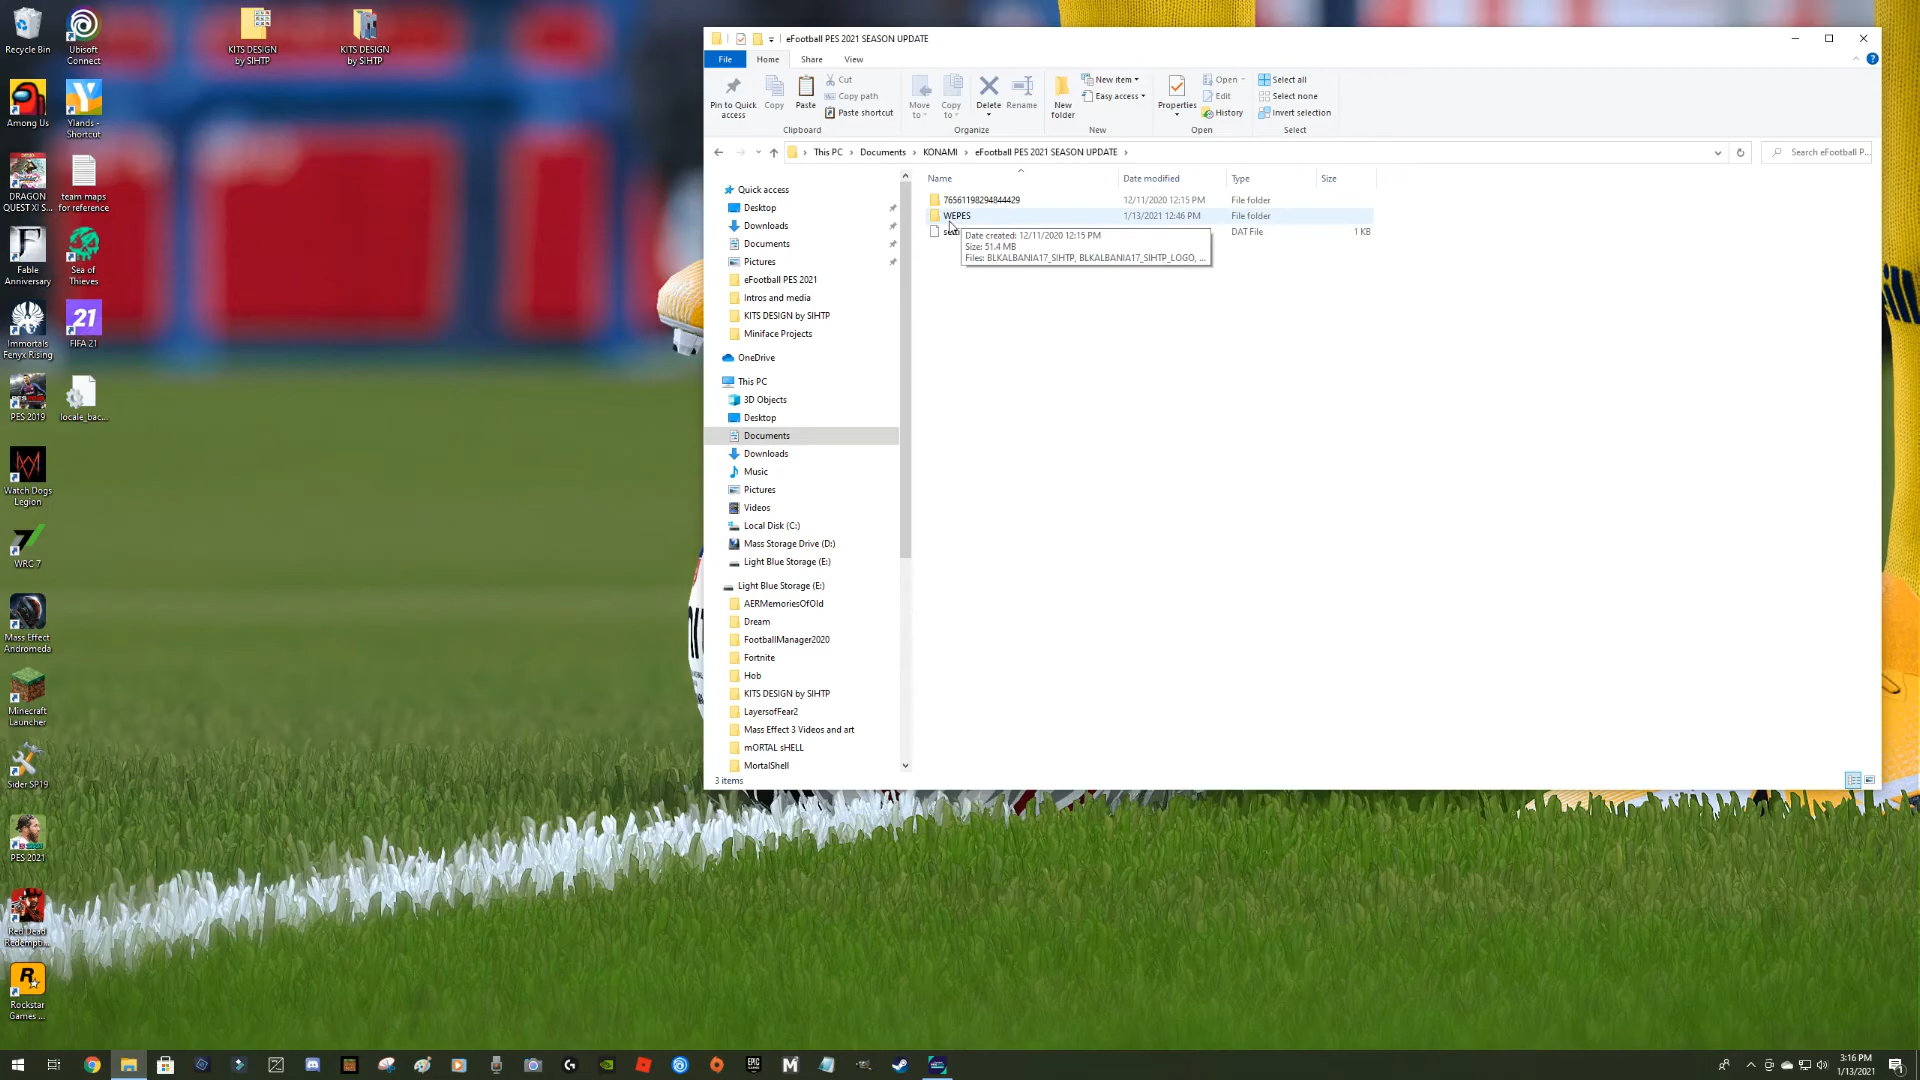 Recycle Bin
Ubisoft
Connect
KITS DESIGN
by SIHTP
KITS DESIGN
by SIHTP
Among Us
Ylands -
Shortcut
DRAGON
QUEST XI S...
team maps
for reference
Fable
Anniversary
Sea of
Thieves
Immortals
Fenyx Rising
21
FIFA 21
PES 2019
locale_bac...
Watch Dogs
Legion
WRC 7
Mass Effect
Andromeda
Minecraft
Launcher
Sider SP19
PES 2021
Red Dead
Redempti...
Rockstar
Games ...
eFootball PES 2021 SEASON UPDATE
File
Home
Share
View
Pin to Quick
access
Copy
Paste
Cut
Copy path
Paste shortcut
Clipboard
Move
to
Copy
to
Delete
Rename
Organize
New
folder
New item
Easy access
New
Properties
Open
Edit
History
Open
Select all
Select none
Invert selection
Select
This PC > Documents > KONAMI > eFootball PES 2021 SEASON UPDATE >
Search eFootball P...
Name
Date modified
Type
Size
76561198294844429 12/11/2020 12:15 PM File folder
WEPES 1/13/2021 12:46 PM File folder
DAT File 1 KB
Date created: 12/11/2020 12:15 PM
Size: 51.4 MB
Files: BLKALBANIA17_SIHTP, BLKALBANIA17_SIHTP_LOGO, ...
Quick access
Desktop
Downloads
Documents
Pictures
eFootball PES 2021
Intros and media
KITS DESIGN by SIHTP
Miniface Projects
OneDrive
This PC
3D Objects
Desktop
Documents
Downloads
Music
Pictures
Videos
Local Disk (C:)
Mass Storage Drive (D:)
Light Blue Storage (E:)
Light Blue Storage (E:)
AERMemoriesOfOld
Dream
FootballManager2020
Fortnite
Hob
KITS DESIGN by SIHTP
LayersofFear2
Mass Effect 3 Videos and art
mORTAL sHELL
MortalShell
3 items
3:16 PM
1/13/2021